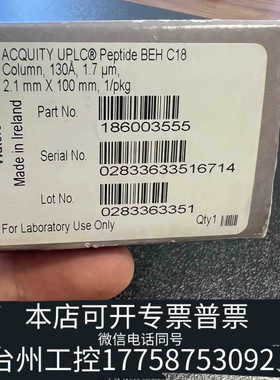 ACQUITY UPLC® Peptide BEH C18
Column, 130Å, 1.7 µm,
2.1 mm X 100 mm, 1/pkg
Made in Ireland
Part No.
186003555
Serial No.
02833633516714
Lot No.
0283363351
For Laboratory Use Only
Qty1
本店可开专票普票
微信电话同号
台州工控17758753092